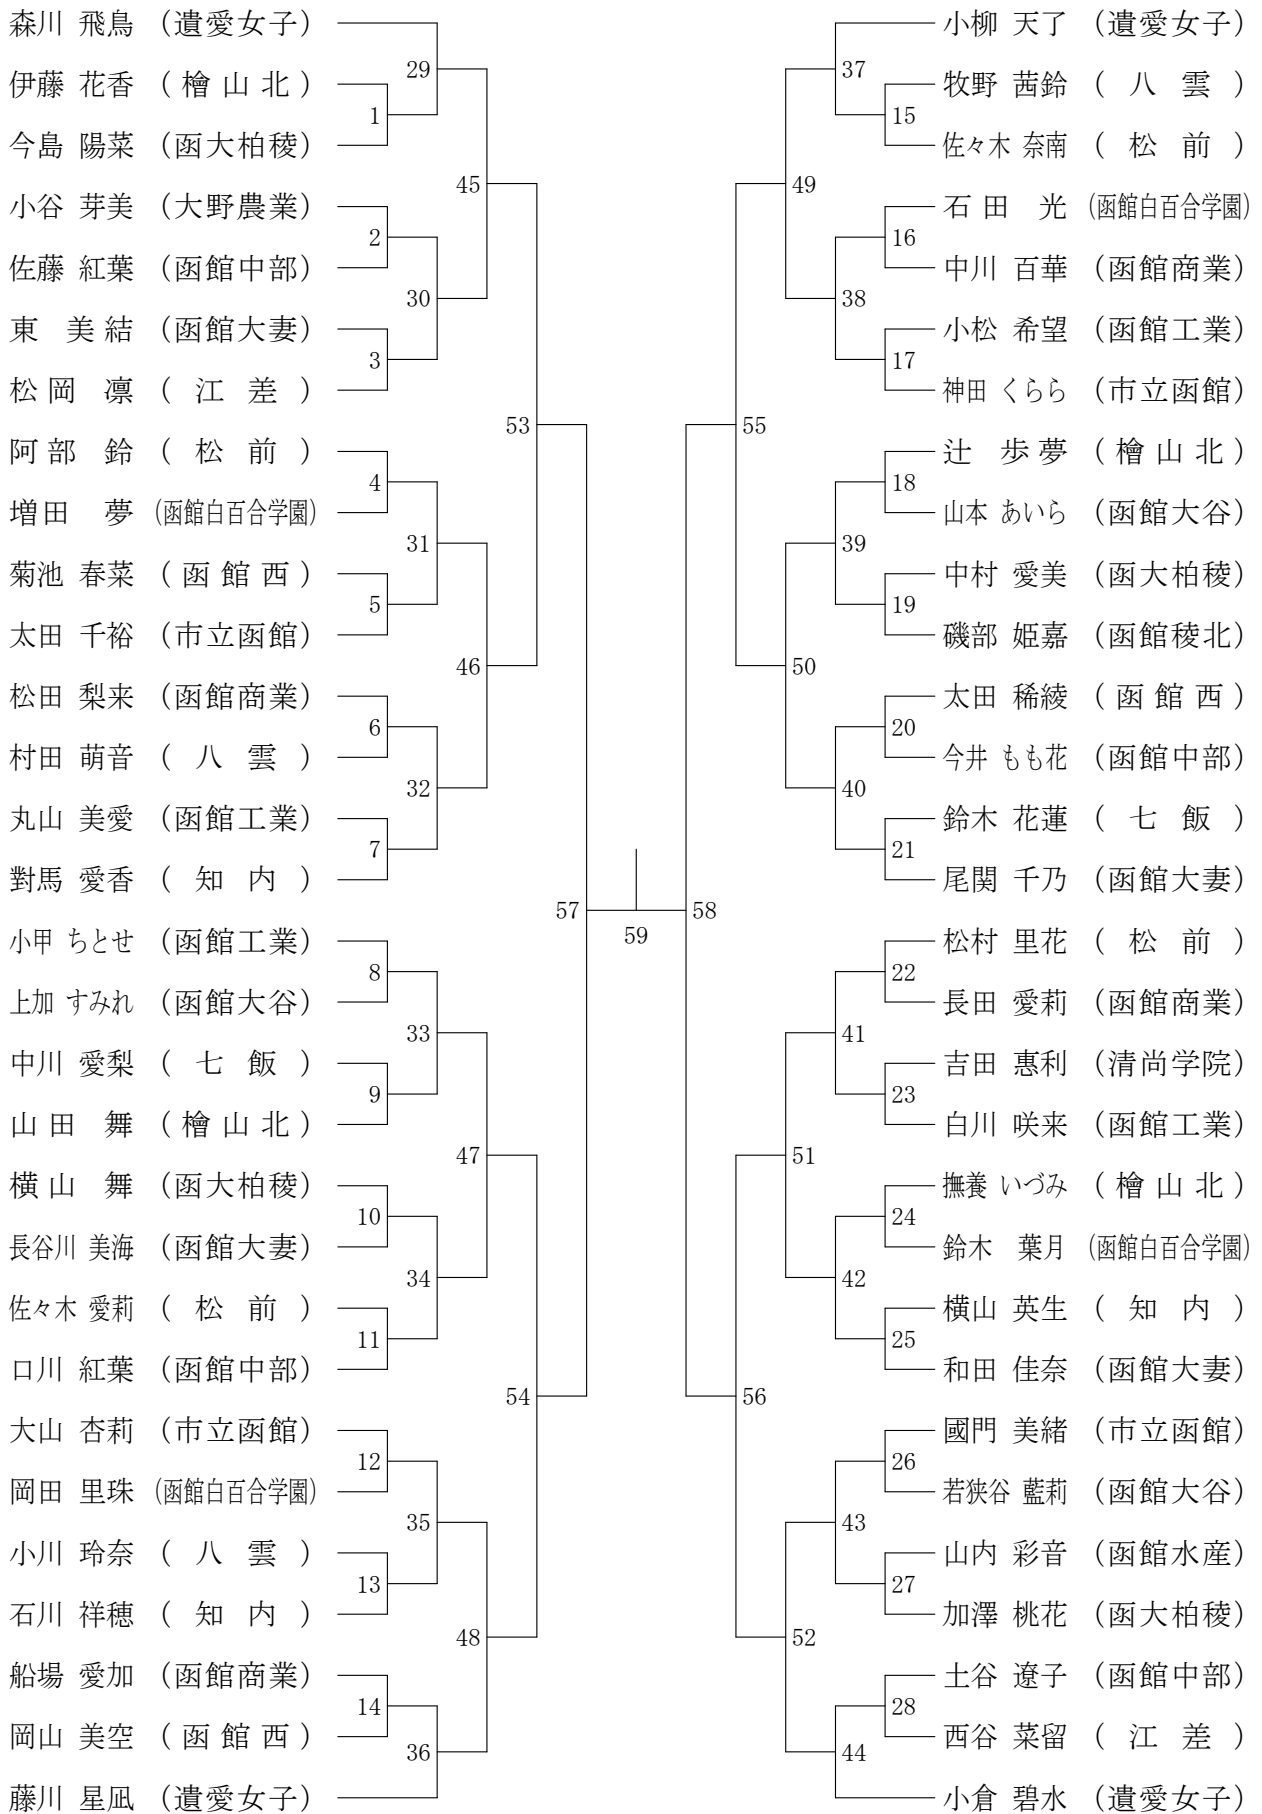 森川 飛鳥 (遺愛女子)
伊藤 花香 (檜山北)
今島 陽菜 (函大柏稜)
小谷 芽美 (大野農業)
佐藤 紅葉 (函館中部)
東 美結 (函館大妻)
松岡 凛 (江差)
阿部 鈴 (松前)
増田 夢 (函館白百合学園)
菊池 春菜 (函館西)
太田 千裕 (市立函館)
松田 梨来 (函館商業)
村田 萌音 (八雲)
丸山 美愛 (函館工業)
對馬 愛香 (知内)
小甲 ちとせ (函館工業)
上加 すみれ (函館大谷)
中川 愛梨 (七飯)
山田 舞 (檜山北)
横山 舞 (函大柏稜)
長谷川 美海 (函館大妻)
佐々木 愛莉 (松前)
口川 紅葉 (函館中部)
大山 杏莉 (市立函館)
岡田 里珠 (函館白百合学園)
小川 玲奈 (八雲)
石川 祥穂 (知内)
船場 愛加 (函館商業)
岡山 美空 (函館西)
藤川 星凪 (遺愛女子)
1
2
3
4
5
6
7
8
9
10
11
12
13
14
29
30
31
32
33
34
35
36
45
46
47
48
53
54
57
59
58
55
56
49
50
51
52
37
38
39
40
41
42
43
44
15
16
17
18
19
20
21
22
23
24
25
26
27
28
小柳 天了 (遺愛女子)
牧野 茜鈴 (八雲)
佐々木 奈南 (松前)
石田 光 (函館白百合学園)
中川 百華 (函館商業)
小松 希望 (函館工業)
神田 くらら (市立函館)
辻 歩夢 (檜山北)
山本 あいら (函館大谷)
中村 愛美 (函大柏稜)
磯部 姫嘉 (函館稜北)
太田 稀綾 (函館西)
今井 もも花 (函館中部)
鈴木 花蓮 (七飯)
尾関 千乃 (函館大妻)
松村 里花 (松前)
長田 愛莉 (函館商業)
吉田 惠利 (清尚学院)
白川 咲来 (函館工業)
撫養 いづみ (檜山北)
鈴木 葉月 (函館白百合学園)
横山 英生 (知内)
和田 佳奈 (函館大妻)
國門 美緒 (市立函館)
若狭谷 藍莉 (函館大谷)
山内 彩音 (函館水産)
加澤 桃花 (函大柏稜)
土谷 遼子 (函館中部)
西谷 菜留 (江差)
小倉 碧水 (遺愛女子)